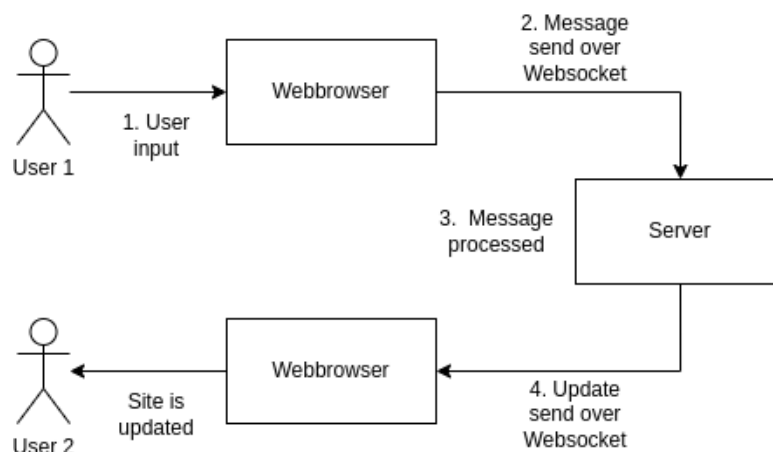 2. Message
send over
Websocket
Webbrowser
1. User
input
User 1
3. Message
processed
Server
Webbrowser
Site is
updated
4. Update
send over
Websocket
User 2